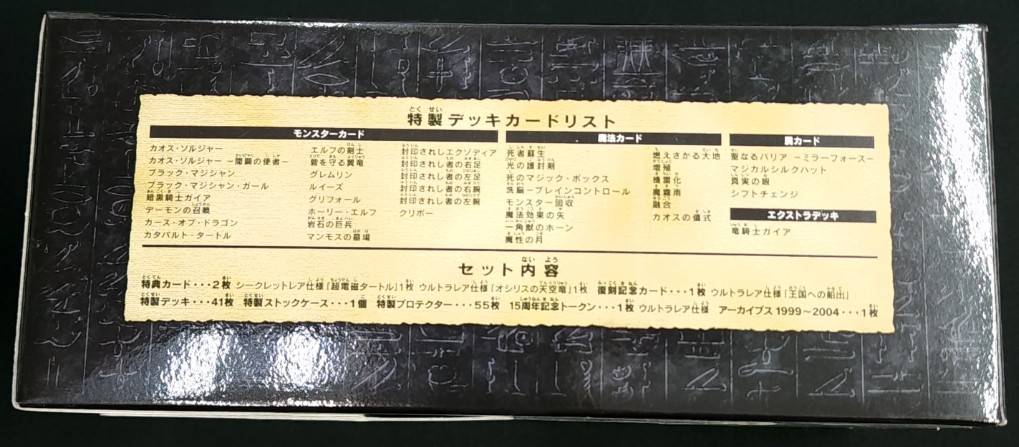 特製デッキカードリスト
モンスターカード
カオス・ソルジャー
カオス・ソルジャー －開闢の使者－
ブラック・マジシャン
ブラック・マジシャン・ガール
暗黒騎士ガイア
デーモンの召喚
カース・オブ・ドラゴン
カタパルト・タートル
エルフの剣士
砦を守る翼竜
グレムリン
ルイーズ
グリフォール
ホーリー・エルフ
岩石の巨兵
マンモスの墓場
封印されしエクゾディア
封印されし者の右足
封印されし者の左足
封印されし者の右腕
封印されし者の左腕
クリボー
魔法カード
死者蘇生
光の護封剣
死のマジック・ボックス
洗脳－ブレインコントロール
モンスター回収
魔法効果の矢
一角獣のホーン
魔性の月
燃えさかる大地
増殖
機雷化
魔霧雨
融合
カオスの儀式
罠カード
聖なるバリア －ミラーフォース－
マジカルシルクハット
真実の眼
シフトチェンジ
エクストラデッキ
竜騎士ガイア
セット内容
特典カード・・・2枚 シークレットレア仕様「超電磁タートル」1枚 ウルトラレア仕様「オシリスの天空竜」1枚 復刻記念カード・・・1枚 ウルトラレア仕様「王国への船出」
特製デッキ・・・41枚 特製ストックケース・・・1個 特製プロテクター・・・55枚 15周年記念トークン・・・1枚 ウルトラレア仕様 アーカイブス1999～2004・・・1枚